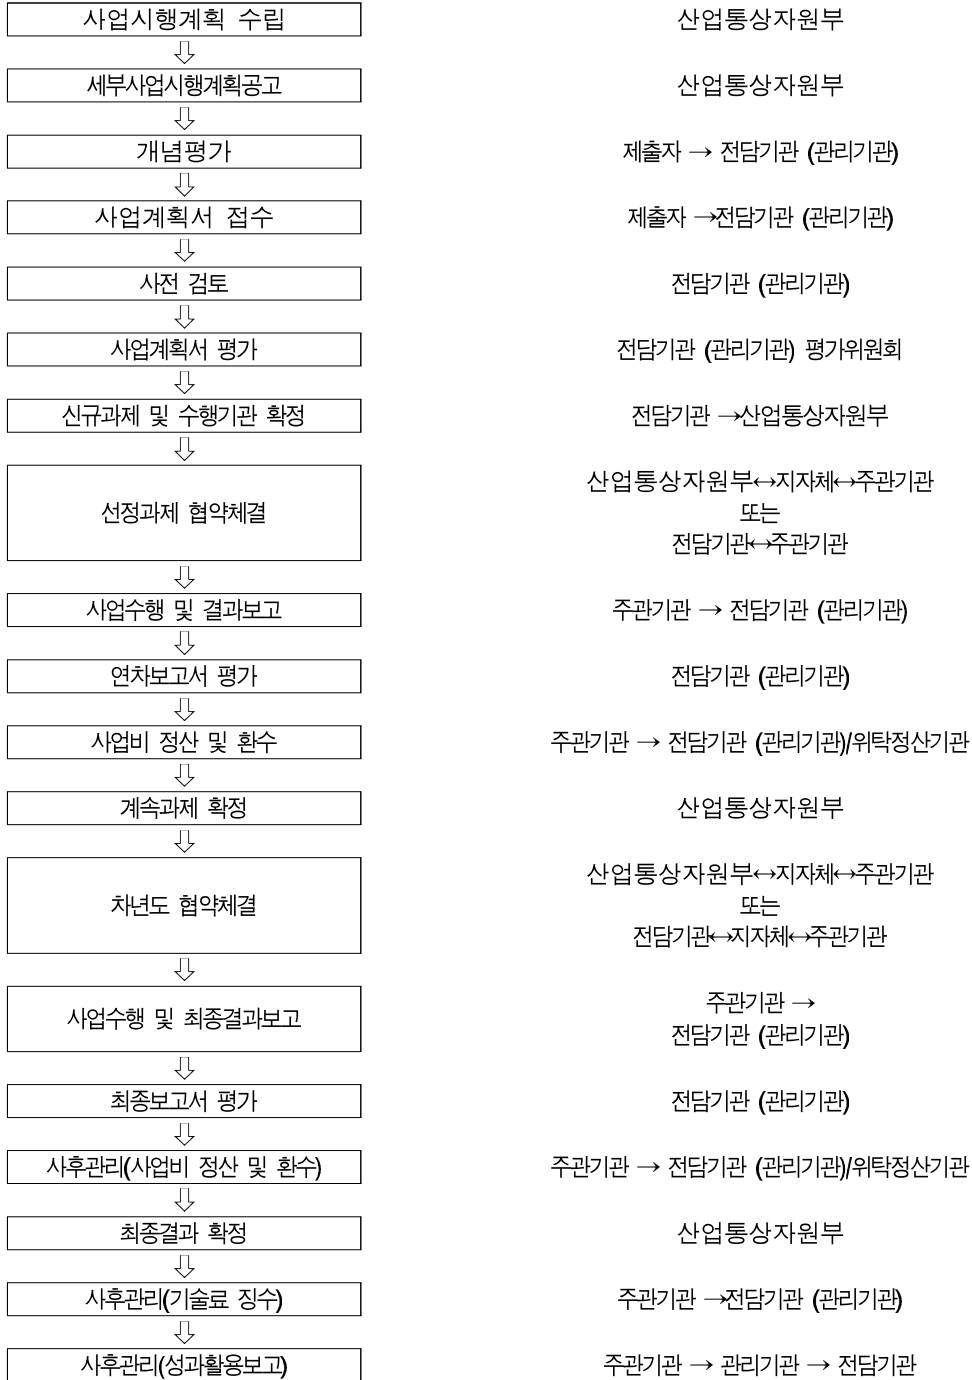 사업시행계획 수립 산업통상자원부
세부사업시행계획공고 산업통상자원부
개념평가 제출자 → 전담기관 (관리기관)
사업계획서 접수 제출자 →전담기관 (관리기관)
사전 검토 전담기관 (관리기관)
사업계획서 평가 전담기관 (관리기관) 평가위원회
신규과제 및 수행기관 확정 전담기관 →산업통상자원부
산업통상자원부↔지자체↔주관기관
선정과제 협약체결 또는
전담기관↔주관기관
사업수행 및 결과보고 주관기관 → 전담기관 (관리기관)
연차보고서 평가 전담기관 (관리기관)
사업비 정산 및 환수 주관기관 → 전담기관 (관리기관)/위탁정산기관
계속과제 확정 산업통상자원부
산업통상자원부↔지자체↔주관기관
차년도 협약체결 또는
전담기관↔지자체↔주관기관
사업수행 및 최종결과보고 주관기관 →
전담기관 (관리기관)
최종보고서 평가 전담기관 (관리기관)
사후관리(사업비 정산 및 환수) 주관기관 → 전담기관 (관리기관)/위탁정산기관
최종결과 확정 산업통상자원부
사후관리(기술료 징수) 주관기관 →전담기관 (관리기관)
사후관리(성과활용보고) 주관기관 → 관리기관 → 전담기관